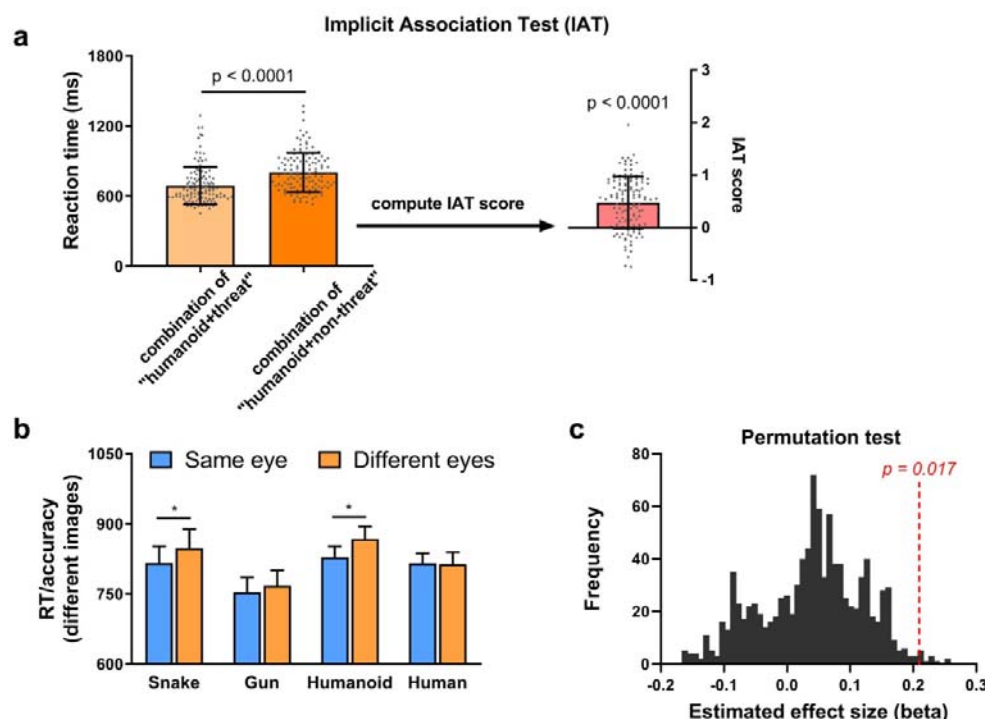 Implicit Association Test (IAT)
a
1800
1200
600
0
Reaction time (ms)
p < 0.0001
combination of
"humanoid+threat"
combination of
"humanoid+non-threat"
compute IAT score
p < 0.0001
3
2
1
0
-1
IAT score
b
1050
900
750
600
RT/accuracy
(different images)
Same eye
Different eyes
*
*
Snake
Gun
Humanoid
Human
c
Permutation test
p = 0.017
80
60
40
20
0
Frequency
-0.2
-0.1
0.0
0.1
0.2
0.3
Estimated effect size (beta)